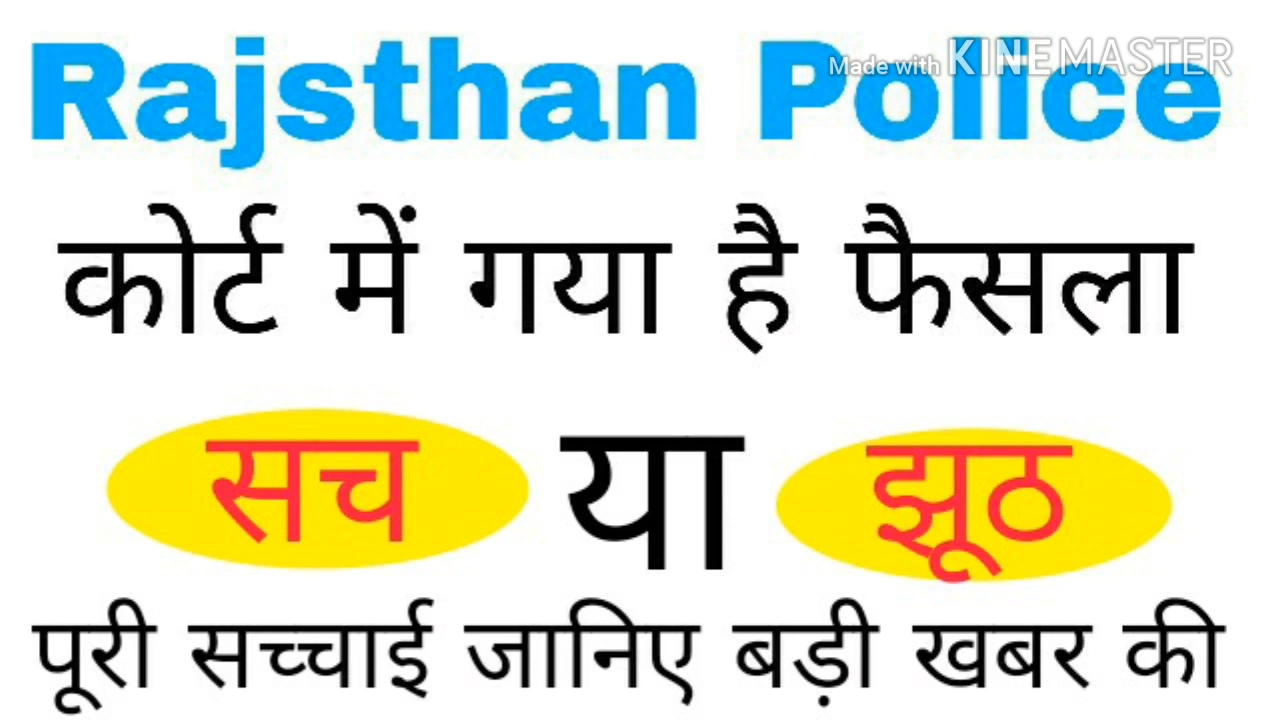 Rajsthan Police
Made with KINEMASTER
कोर्ट में गया है फैसला
सच या झूठ
पूरी सच्चाई जानिए बड़ी खबर की